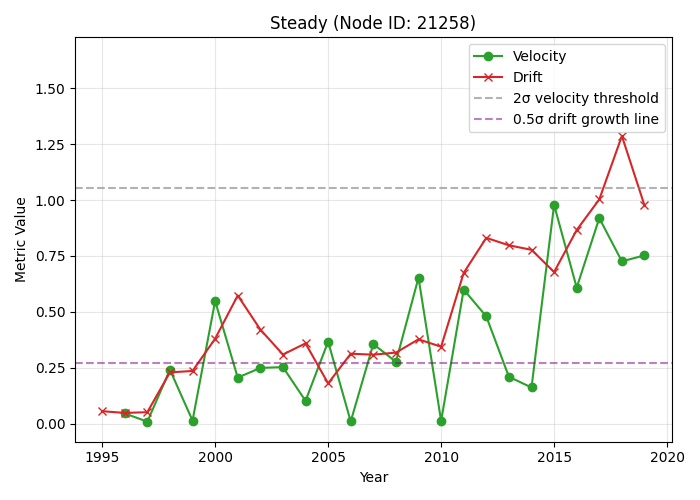 Steady (Node ID: 21258)
Velocity
Drift
2σ velocity threshold
0.5σ drift growth line
1.50
1.25
1.00
0.75
0.50
0.25
0.00
Metric Value
1995 2000 2005 2010 2015 2020
Year